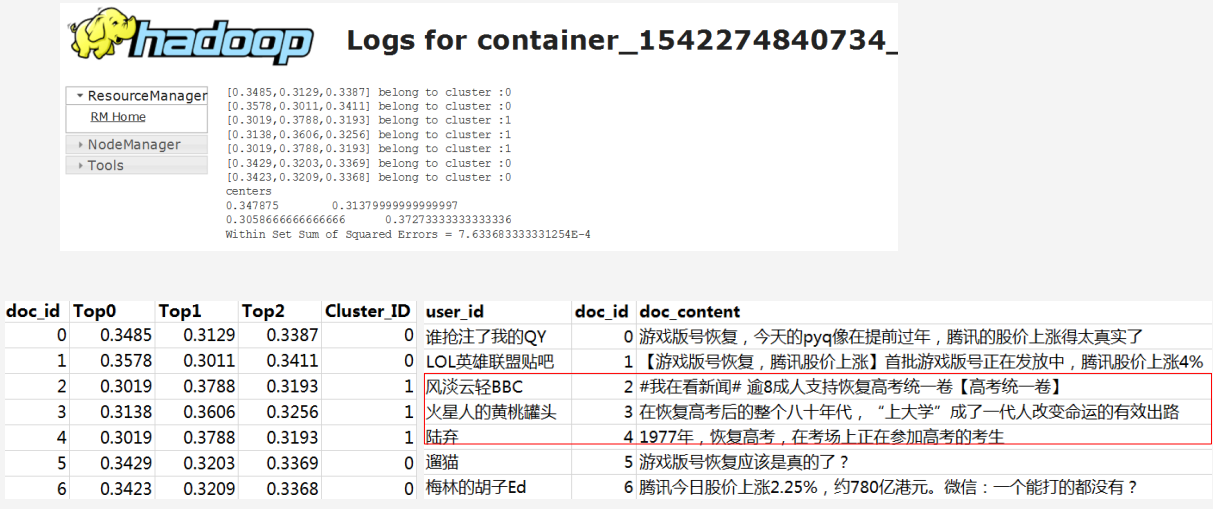 hadoop Logs for container_1542274840734_
ResourceManager
RM Home
NodeManager
Tools
[0.3485,0.3129,0.3387] belong to cluster :0
[0.3578,0.3011,0.3411] belong to cluster :0
[0.3019,0.3788,0.3193] belong to cluster :1
[0.3138,0.3606,0.3256] belong to cluster :1
[0.3019,0.3788,0.3193] belong to cluster :1
[0.3429,0.3203,0.3369] belong to cluster :0
[0.3423,0.3209,0.3368] belong to cluster :0
centers
0.347875 0.31379999999999997
0.3058666666666666 0.37273333333333336
Within Set Sum of Squared Errors = 7.633683333331254E-4
doc_id Top0 Top1 Top2 Cluster_ID user_id doc_id doc_content
0 0.3485 0.3129 0.3387 0 谁抢注了我的QY 0 游戏版号恢复，今天的pyq像在提前过年，腾讯的股价上涨得太真实了
1 0.3578 0.3011 0.3411 0 LOL英雄联盟贴吧 1 【游戏版号恢复，腾讯股价上涨】首批游戏版号正在发放中，腾讯股价上涨4%
2 0.3019 0.3788 0.3193 1 风淡云轻BBC 2 #我在看新闻# 逾8成人支持恢复高考统一卷【高考统一卷】
3 0.3138 0.3606 0.3256 1 火星人的黄桃罐头 3 在恢复高考后的整个八十年代，“上大学”成了一代人改变命运的有效出路
4 0.3019 0.3788 0.3193 1 陆弃 4 1977年，恢复高考，在考场上正在参加高考的考生
5 0.3429 0.3203 0.3369 0 遛猫 5 游戏版号恢复应该是真的了？
6 0.3423 0.3209 0.3368 0 梅林的胡子Ed 6 腾讯今日股价上涨2.25%，约780亿港元。微信：一个能打的都没有？